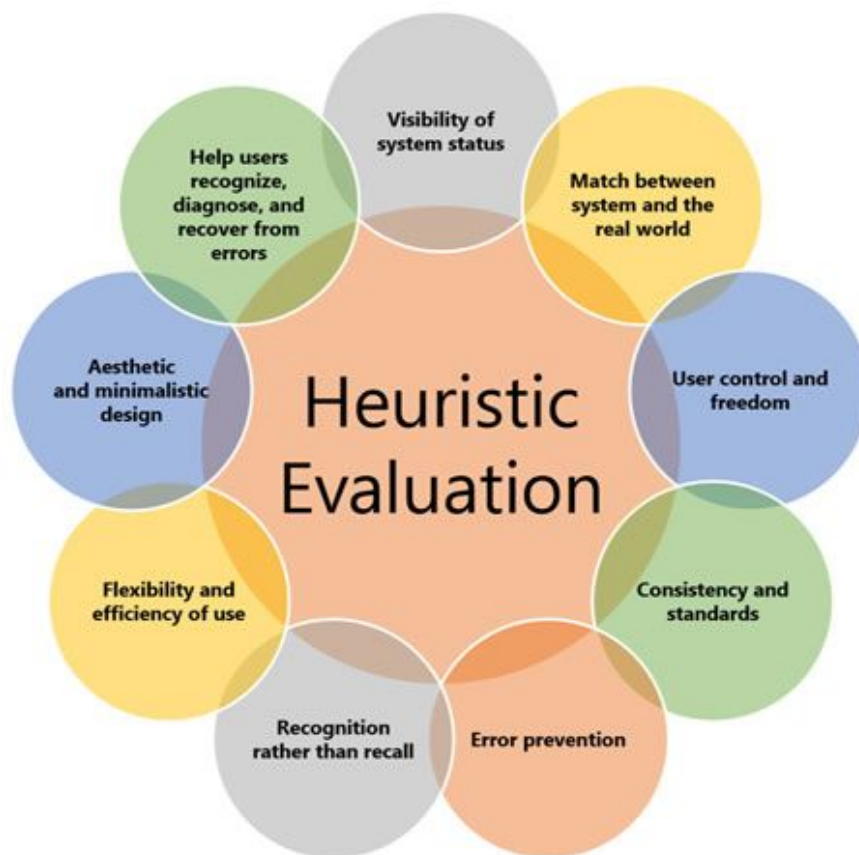 Visibility of
system status
Help users
recognize,
diagnose, and
recover from
errors
Match between
system and the
real world
Aesthetic
and minimalistic
design
Heuristic
Evaluation
User control and
freedom
Flexibility and
efficiency of use
Consistency and
standards
Recognition
rather than recall
Error prevention